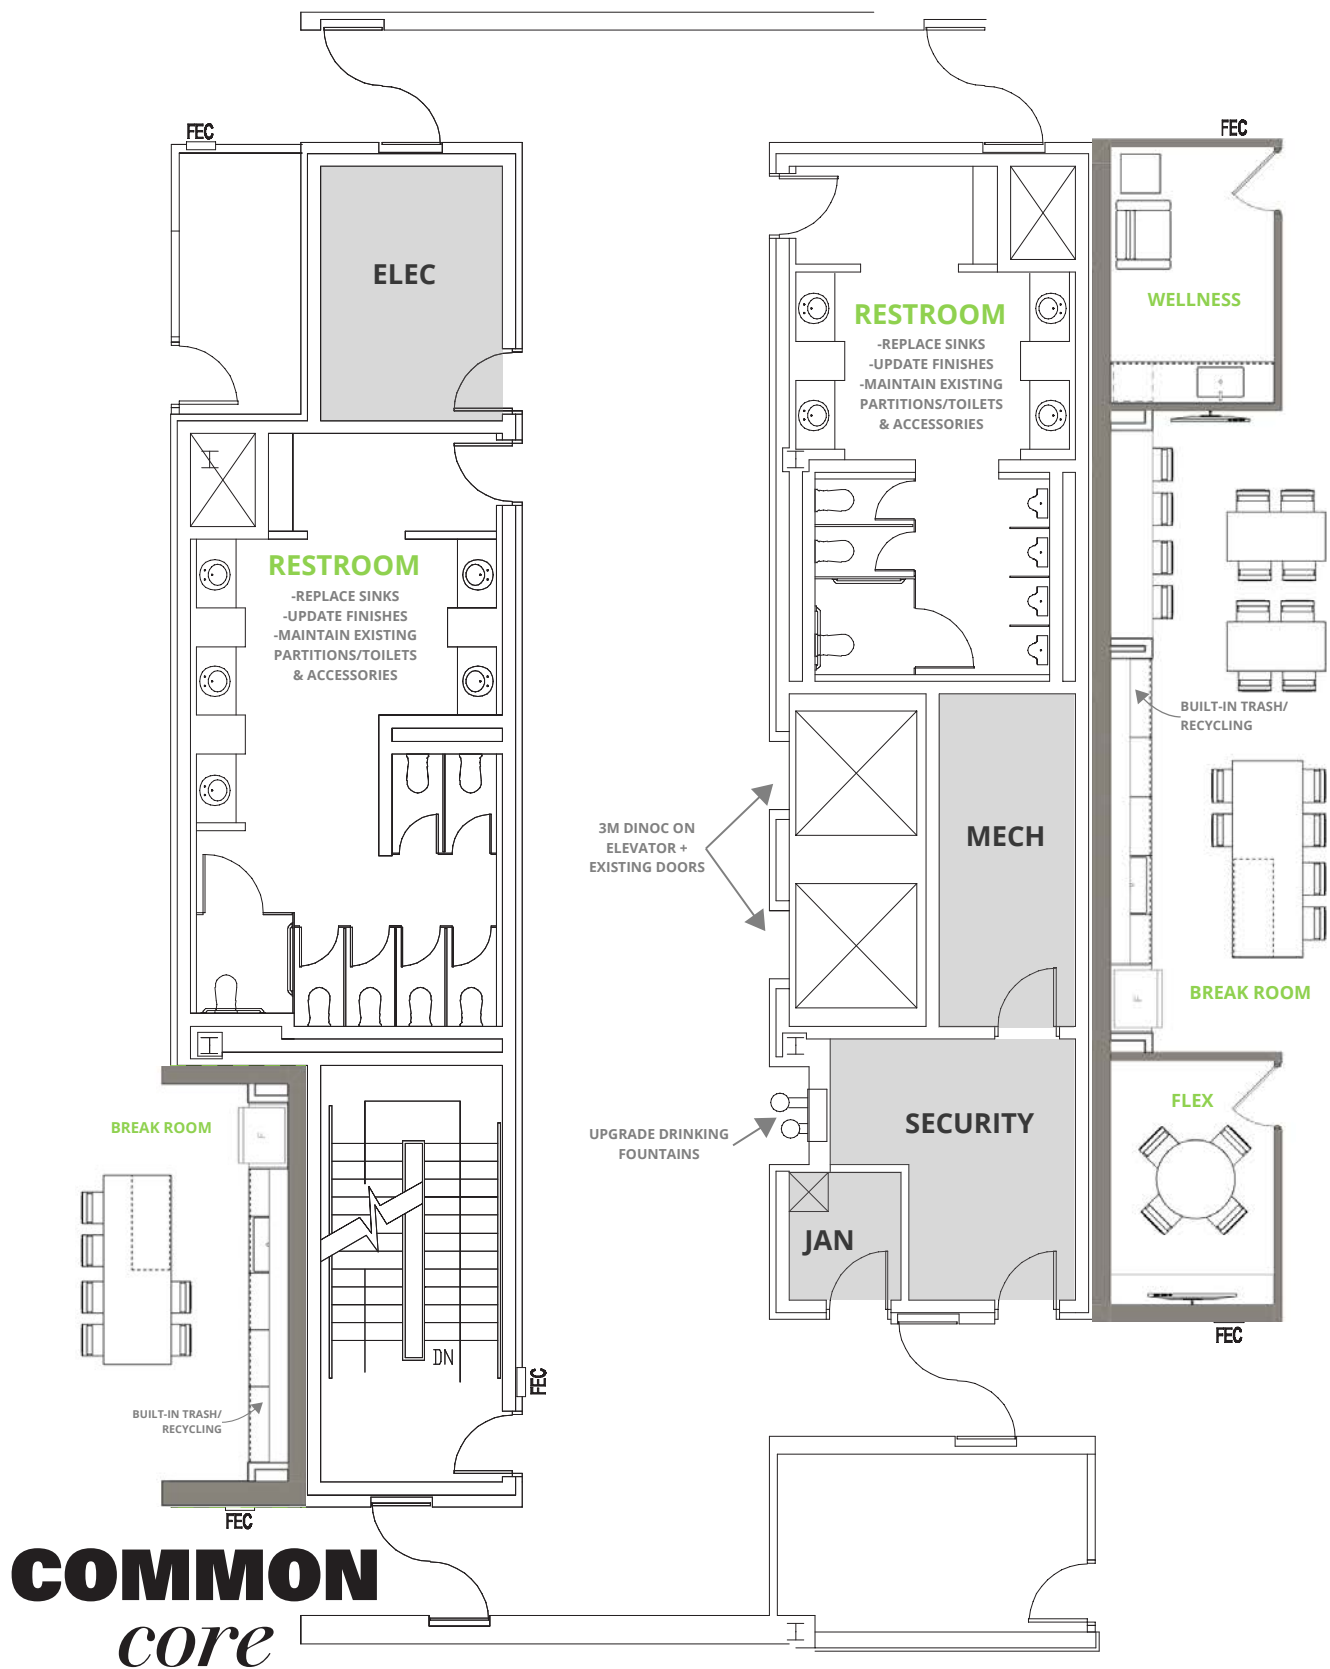 FEC
FEC
ELEC
WELLNESS
RESTROOM
-REPLACE SINKS
-UPDATE FINISHES
-MAINTAIN EXISTING
PARTITIONS/TOILETS
& ACCESSORIES
RESTROOM
-REPLACE SINKS
-UPDATE FINISHES
-MAINTAIN EXISTING
PARTITIONS/TOILETS
& ACCESSORIES
BUILT-IN TRASH/
RECYCLING
3M DINOC ON
ELEVATOR +
EXISTING DOORS
MECH
BREAK ROOM
F
FLEX
BREAK ROOM
F
UPGRADE DRINKING
FOUNTAINS
SECURITY
JAN
DN
FEC
FEC
BUILT-IN TRASH/
RECYCLING
FEC
COMMON
core